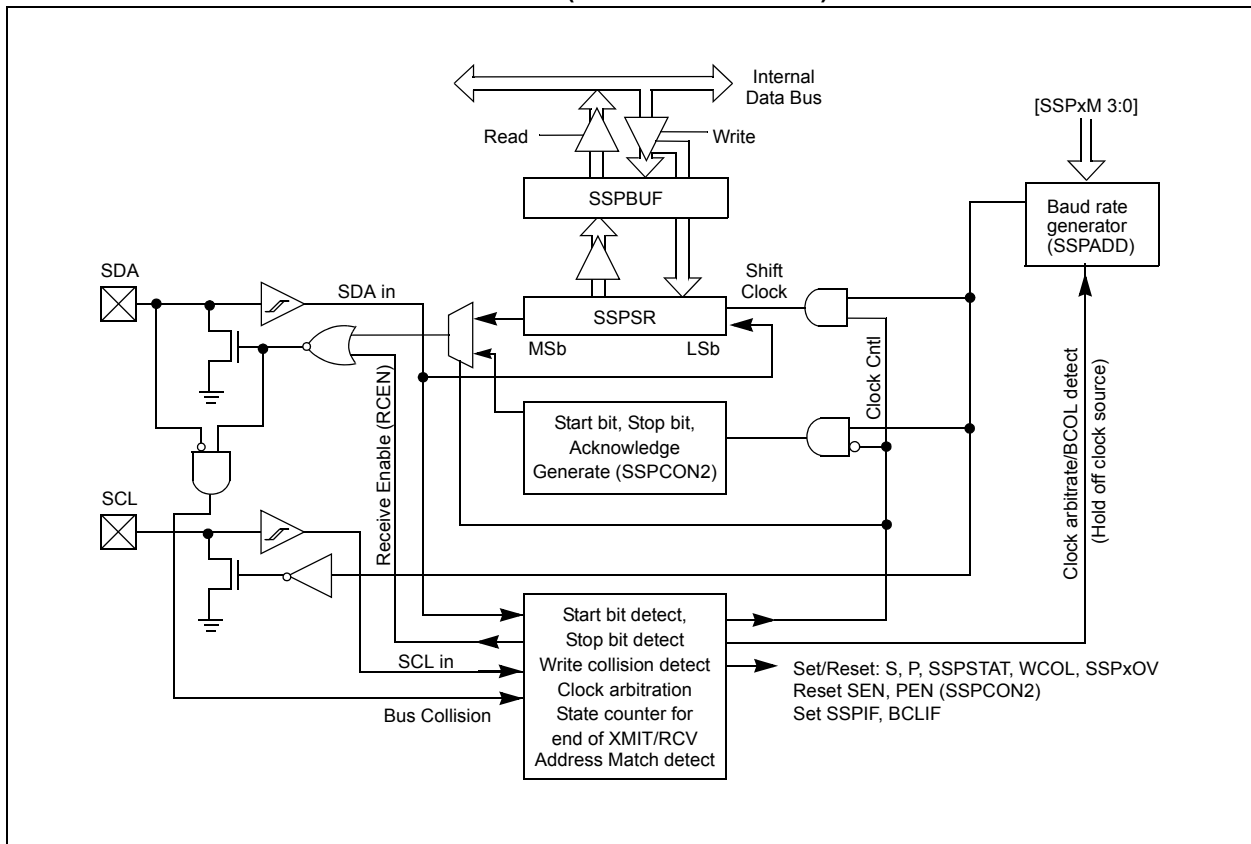 Internal
Data Bus
[SSPxM 3:0]
Read
Write
SSPBUF
Baud rate
generator
(SSPADD)
SDA
SDA in
Shift
Clock
SSPSR
MSb
LSb
Start bit, Stop bit,
Acknowledge
Generate (SSPCON2)
Clock Cntl
Receive Enable (RCEN)
Clock arbitrate/BCOL detect
(Hold off clock source)
SCL
SCL in
Bus Collision
Start bit detect,
Stop bit detect
Write collision detect
Clock arbitration
State counter for
end of XMIT/RCV
Address Match detect
Set/Reset: S, P, SSPSTAT, WCOL, SSPxOV
Reset SEN, PEN (SSPCON2)
Set SSPIF, BCLIF